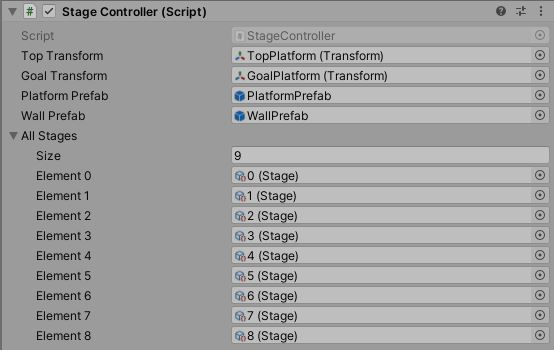 Stage Controller (Script)
Script StageController
Top Transform TopPlatform (Transform)
Goal Transform GoalPlatform (Transform)
Platform Prefab PlatformPrefab
Wall Prefab WallPrefab
All Stages
Size 9
Element 0 0 (Stage)
Element 1 1 (Stage)
Element 2 2 (Stage)
Element 3 3 (Stage)
Element 4 4 (Stage)
Element 5 5 (Stage)
Element 6 6 (Stage)
Element 7 7 (Stage)
Element 8 8 (Stage)